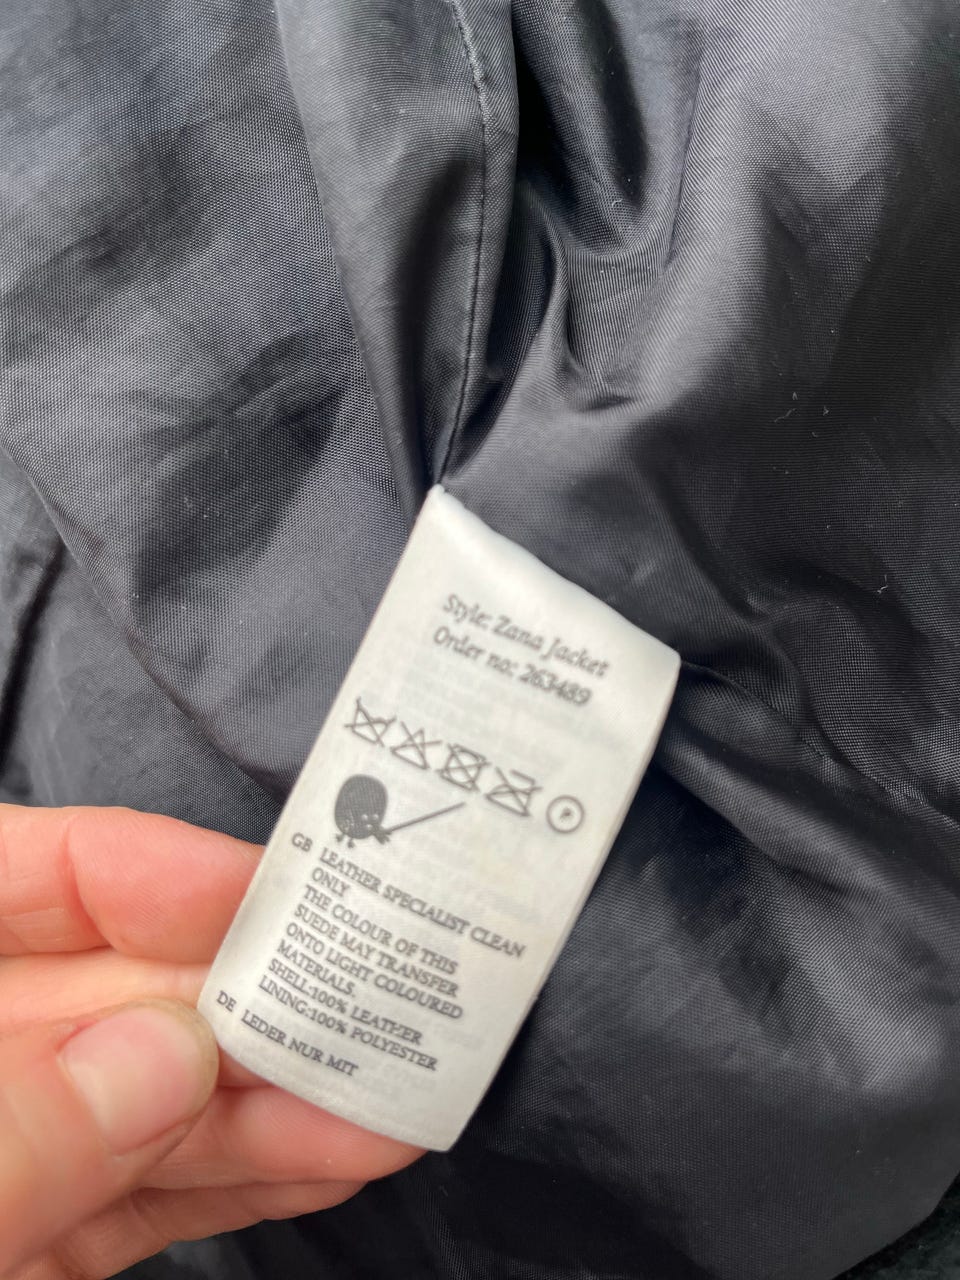 Style: Zana Jacket
Order no: 263489
P
GB LEATHER SPECIALIST CLEAN
ONLY.
THE COLOUR OF THIS
SUEDE MAY TRANSFER
ONTO LIGHT COLOURED
MATERIALS.
SHELL:100% LEATHER
LINING:100% POLYESTER
DE LEDER NUR MIT